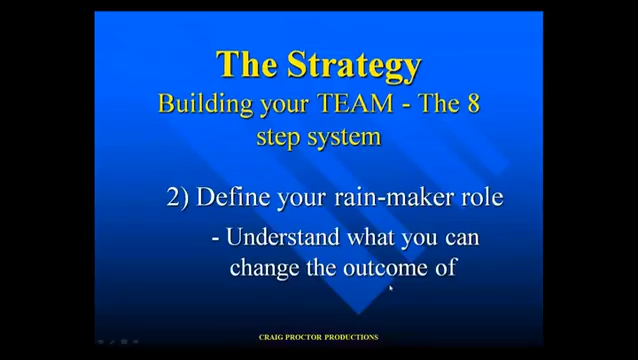 The Strategy
Building your TEAM - The 8
step system
2) Define your rain-maker role
- Understand what you can
change the outcome of
CRAIG PROCTOR PRODUCTIONS